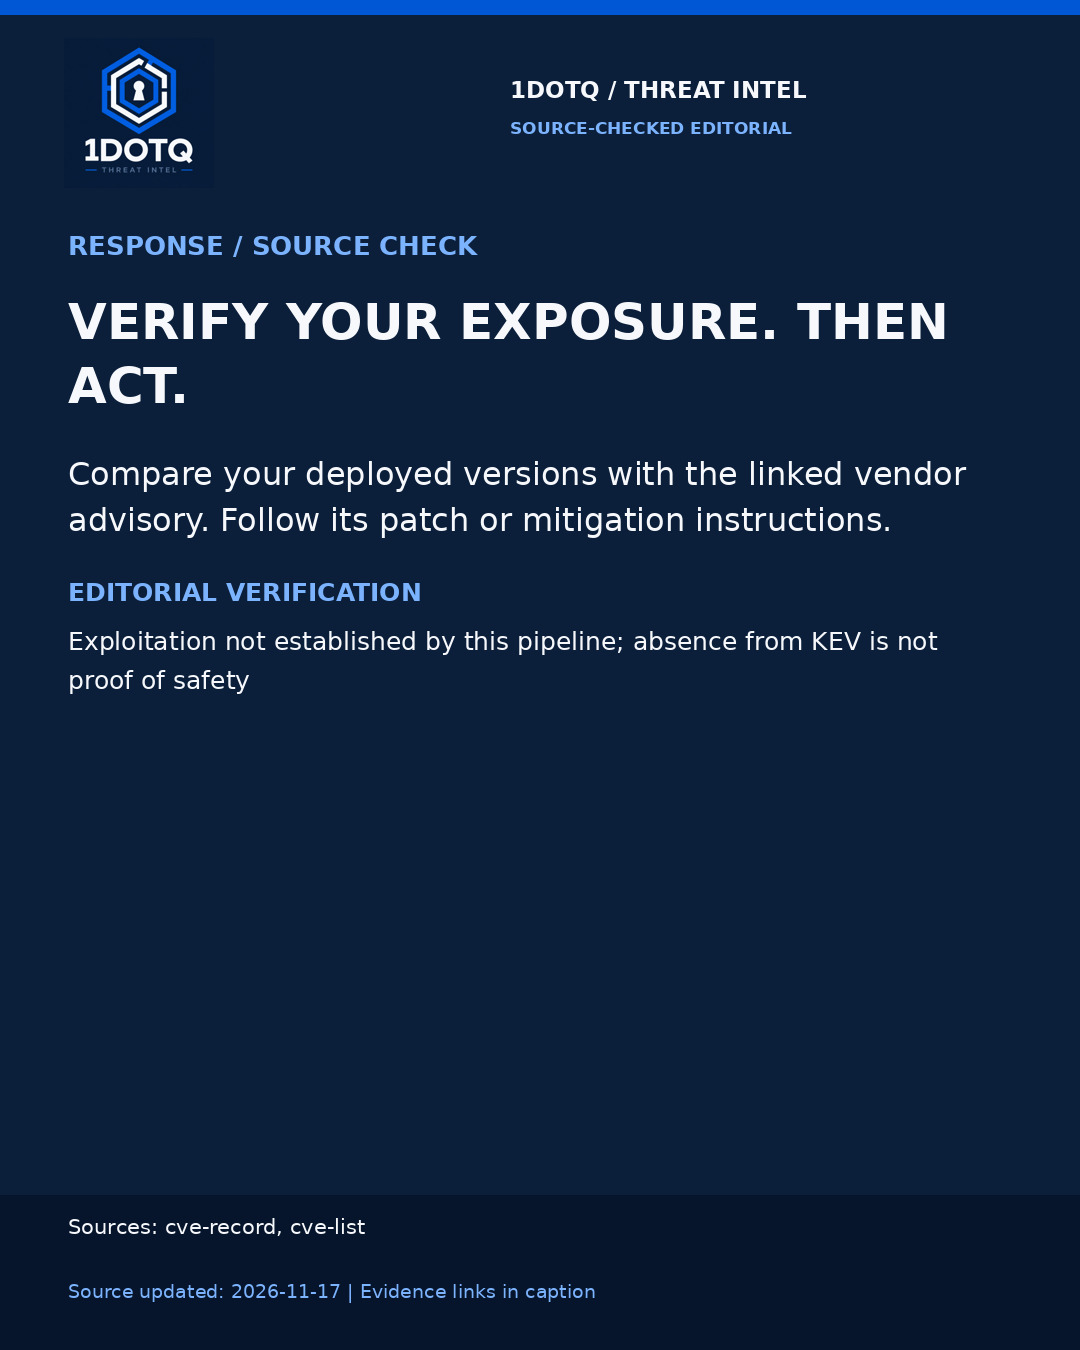 1DOTQ
THREAT INTEL
1DOTQ / THREAT INTEL
SOURCE-CHECKED EDITORIAL
RESPONSE / SOURCE CHECK
VERIFY YOUR EXPOSURE. THEN
ACT.
Compare your deployed versions with the linked vendor
advisory. Follow its patch or mitigation instructions.
EDITORIAL VERIFICATION
Exploitation not established by this pipeline; absence from KEV is not
proof of safety
Sources: cve-record, cve-list
Source updated: 2026-11-17 | Evidence links in caption